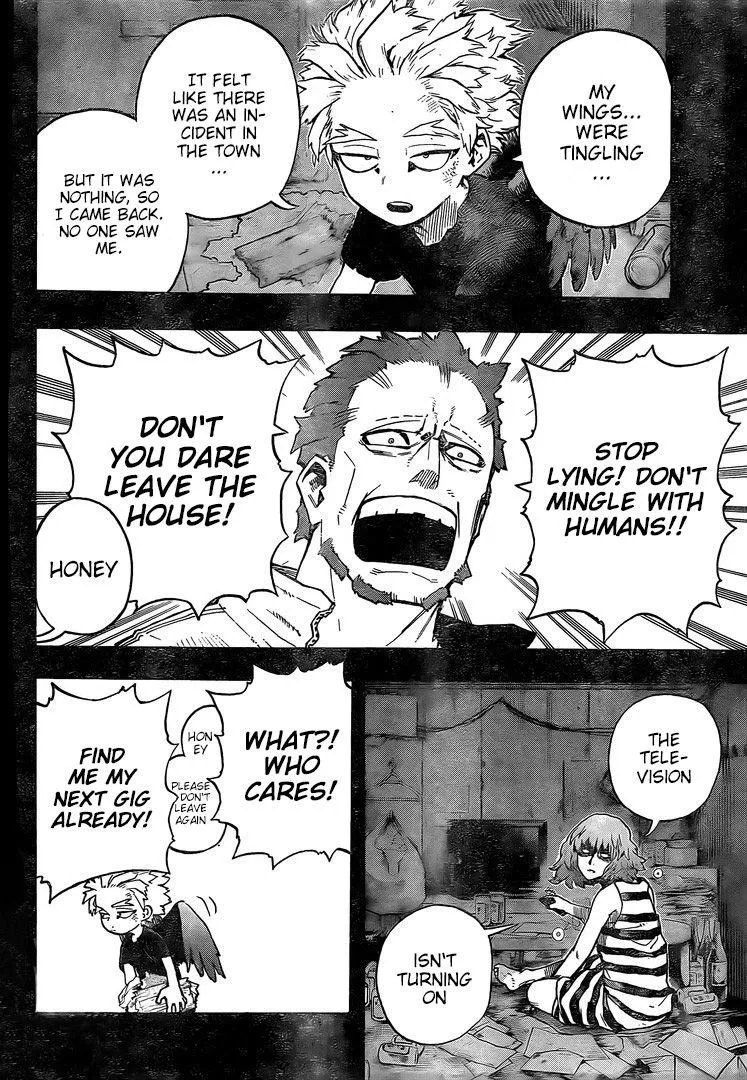 MY
WINGS...
WERE
TINGLING
...
IT FELT
LIKE THERE
WAS AN IN-
CIDENT IN
THE TOWN
...
BUT IT WAS
NOTHING, SO
I CAME BACK.
NO ONE SAW
ME.
STOP
LYING! DON'T
MINGLE WITH
HUMANS!!
DON'T
YOU DARE
LEAVE THE
HOUSE!
HONEY
THE
TELE-
VISION
ISN'T
TURNING
ON
WHAT?!
WHO
CARES!
HON
EY
PLEASE
DON'T
LEAVE
AGAIN
FIND
ME MY
NEXT GIG
ALREADY!